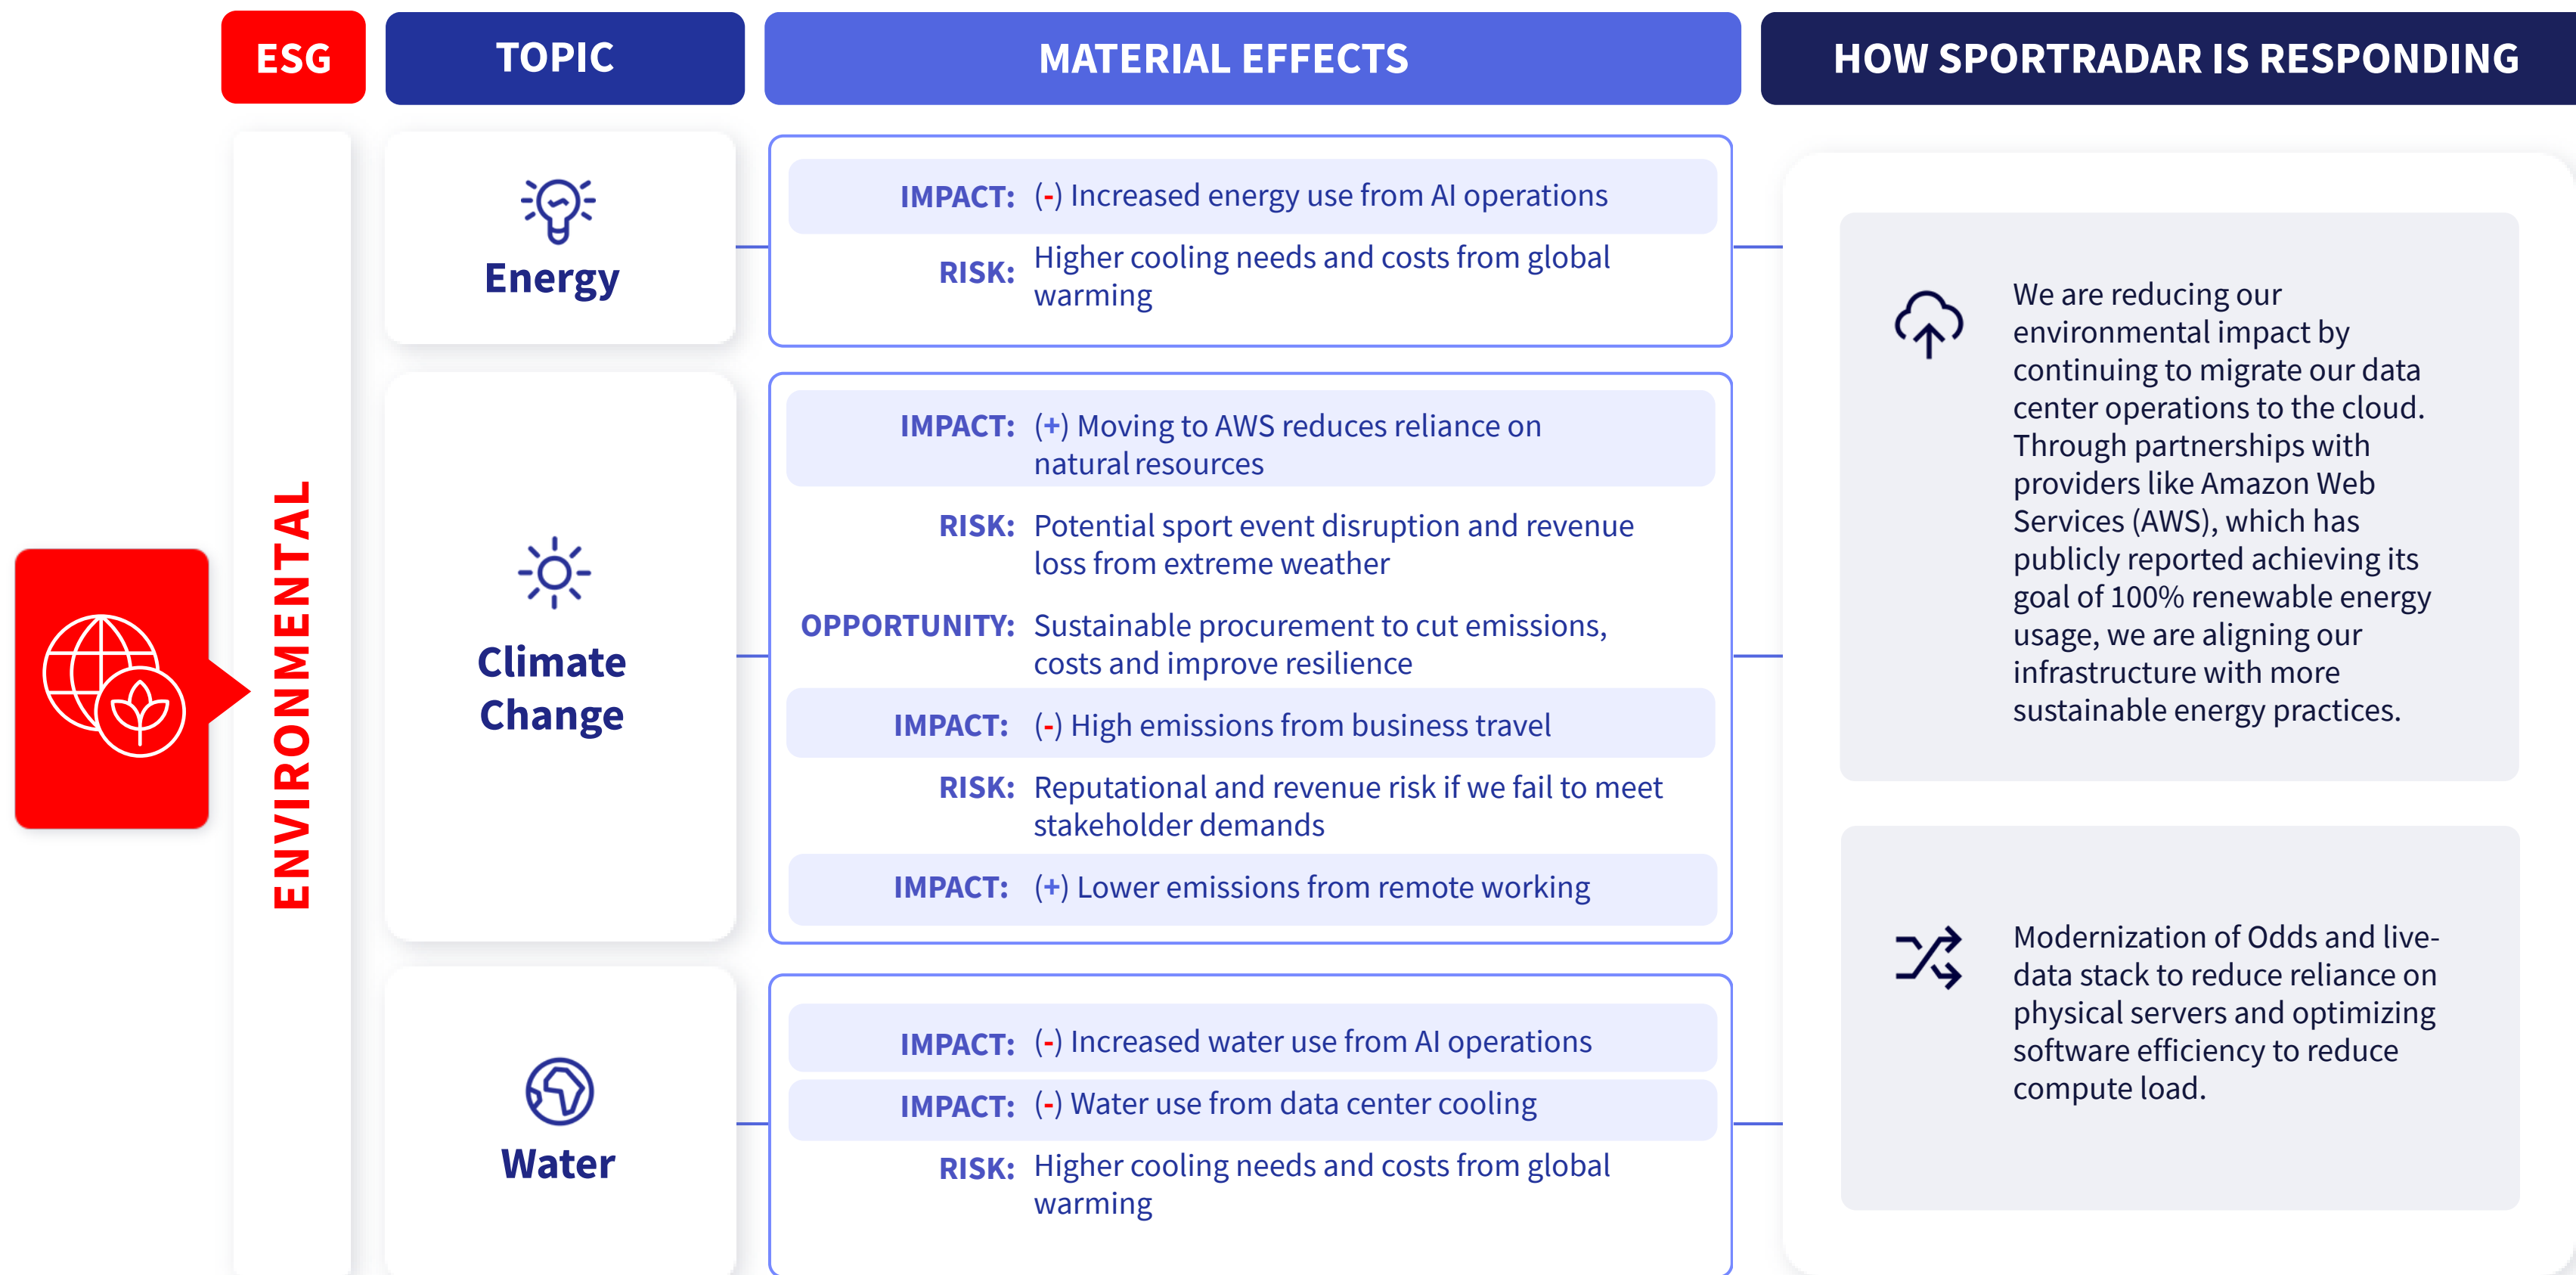 ESG
TOPIC
MATERIAL EFFECTS
HOW SPORTRADAR IS RESPONDING
ENVIRONMENTAL
Energy
IMPACT: (-) Increased energy use from AI operations
RISK: Higher cooling needs and costs from global
warming
Climate
Change
IMPACT: (+) Moving to AWS reduces reliance on
natural resources
RISK: Potential sport event disruption and revenue
loss from extreme weather
OPPORTUNITY: Sustainable procurement to cut emissions,
costs and improve resilience
IMPACT: (-) High emissions from business travel
RISK: Reputational and revenue risk if we fail to meet
stakeholder demands
IMPACT: (+) Lower emissions from remote working
Water
IMPACT: (-) Increased water use from AI operations
IMPACT: (-) Water use from data center cooling
RISK: Higher cooling needs and costs from global
warming
We are reducing our
environmental impact by
continuing to migrate our data
center operations to the cloud.
Through partnerships with
providers like Amazon Web
Services (AWS), which has
publicly reported achieving its
goal of 100% renewable energy
usage, we are aligning our
infrastructure with more
sustainable energy practices.
Modernization of Odds and live-
data stack to reduce reliance on
physical servers and optimizing
software efficiency to reduce
compute load.